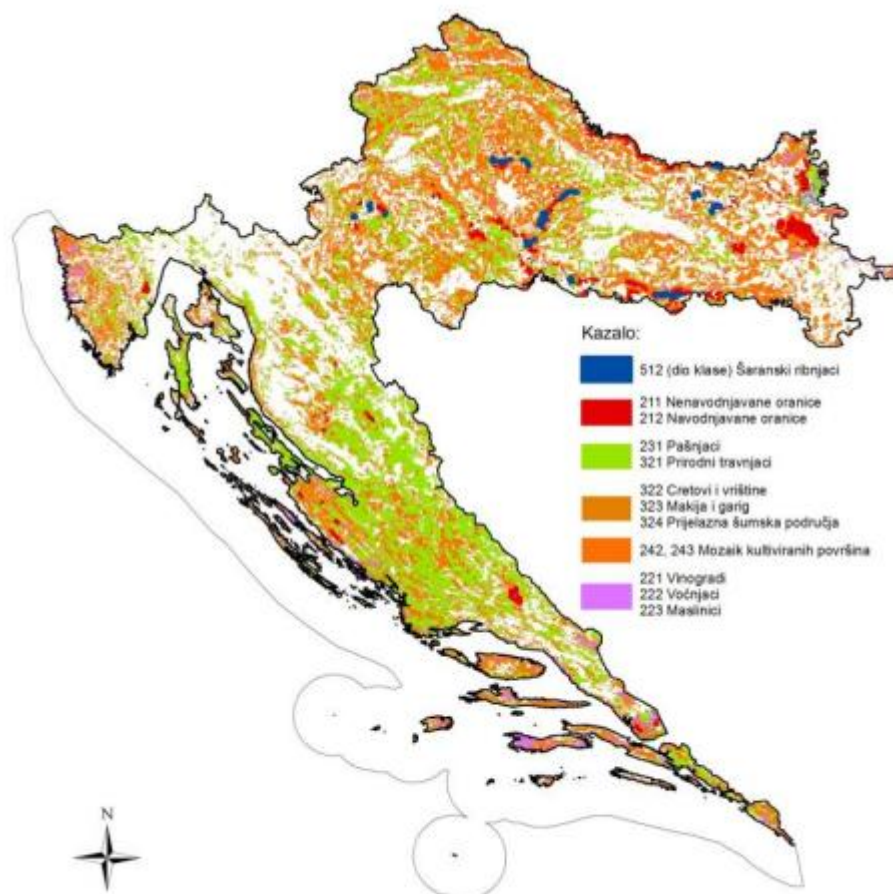 Kazalo:
512 (dio klase) Šaranski ribnjaci
211 Nenavodnjavane oranice
212 Navodnjavane oranice
231 Pašnjaci
321 Prirodni travnjaci
322 Cretovi i vrištine
323 Makija i garig
324 Prijelazna šumska područja
242, 243 Mozaik kultiviranih površina
221 Vinogradi
222 Voćnjaci
223 Maslinici
N